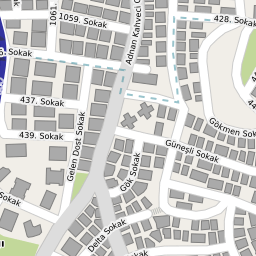 1059. Sokak
1061.
428. Sokak
Adnan Kahveci C
Sokak
437. Sokak
Gökmen Sok
439. Sokak
Güneşli Sokak
Gelen Dost Sokak
Gök Sokak
Sokak
Delta Sokak